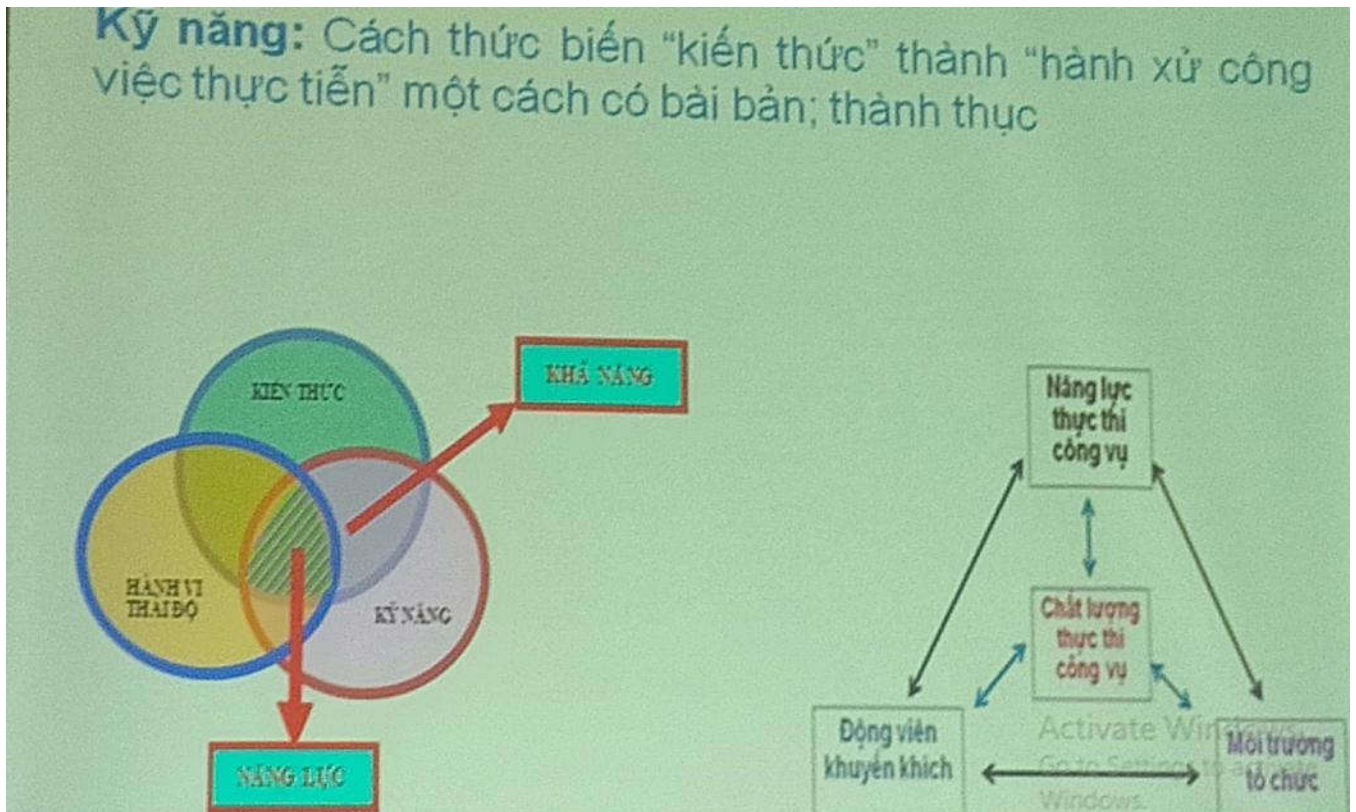 Kỹ năng: Cách thức biến “kiến thức” thành “hành xử công
việc thực tiễn” một cách có bài bản; thành thục
KIẾN THỨC
KHẢ NĂNG
HÀNH VI
THÁI ĐỘ
KỸ NĂNG
NĂNG LỰC
Năng lực
thực thi
công vụ
Chất lượng
thực thi
công vụ
Động viên
khuyến khích
Môi trường
tổ chức
Activate Windows
Go to Settings to activate
Windows.